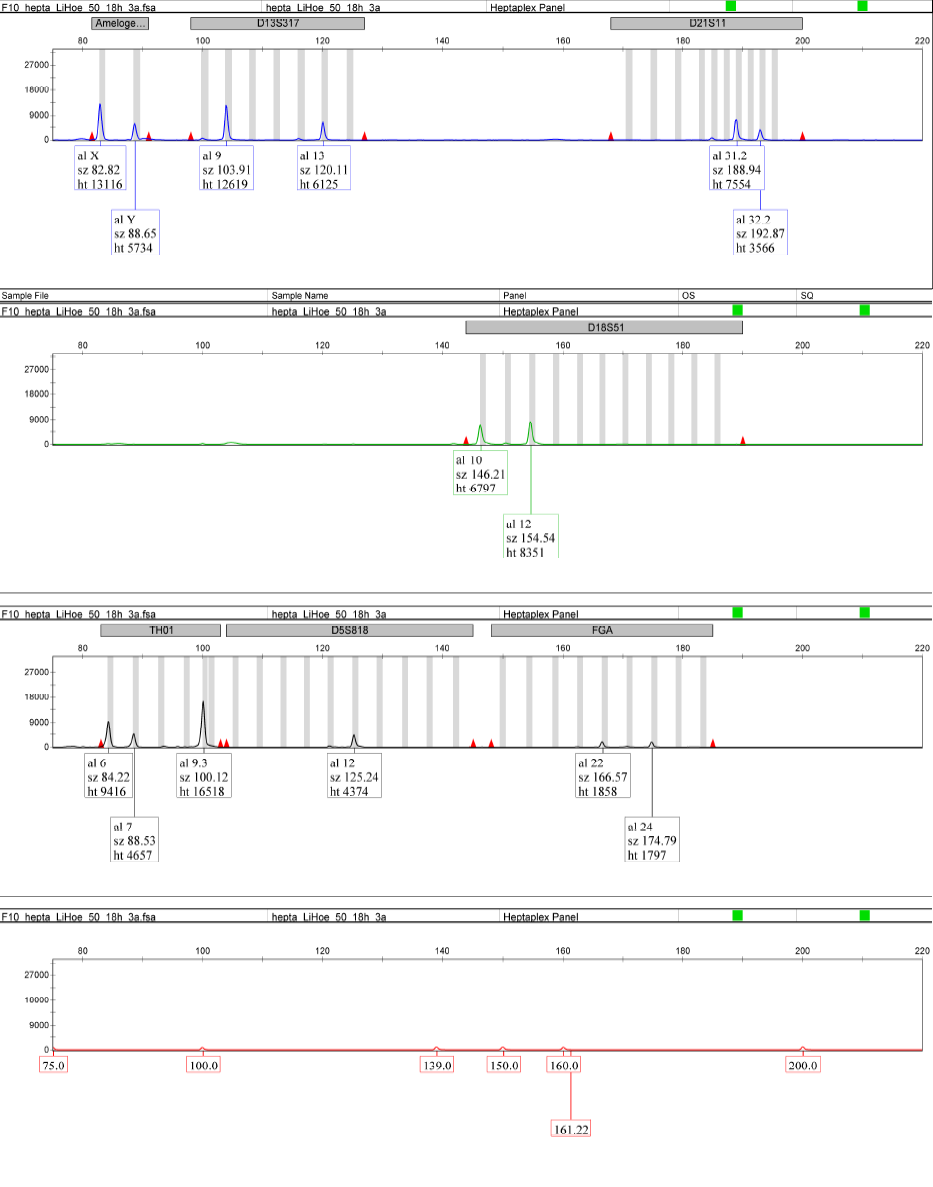 F10_hepta_LiHoe_50_18h_3a.fsa hepta_LiHoe_50_18h_3a Heptaplex Panel
Ameloge... D13S317 D21S11
80 100 120 140 160 180 200 220
27000
18000
9000
0
al X al 9 al 13 al 31.2
sz 82.82 sz 103.91 sz 120.11 sz 188.94
ht 13116 ht 12619 ht 6125 ht 7554
al Y al 32.2
sz 88.65 sz 192.87
ht 5734 ht 3566
Sample File Sample Name Panel OS SQ
F10_hepta_LiHoe_50_18h_3a.fsa hepta_LiHoe_50_18h_3a Heptaplex Panel
D18S51
80 100 120 140 160 180 200 220
27000
18000
9000
0
al 10
sz 146.21
ht 6797
al 12
sz 154.54
ht 8351
F10_hepta_LiHoe_50_18h_3a.fsa hepta_LiHoe_50_18h_3a Heptaplex Panel
TH01 D5S818 FGA
80 100 120 140 160 180 200 220
27000
18000
9000
0
al 6 al 9.3 al 12 al 22
sz 84.22 sz 100.12 sz 125.24 sz 166.57
ht 9416 ht 16518 ht 4374 ht 1858
al 7 al 24
sz 88.53 sz 174.79
ht 4657 ht 1797
F10_hepta_LiHoe_50_18h_3a.fsa hepta_LiHoe_50_18h_3a Heptaplex Panel
80 100 120 140 160 180 200 220
27000
18000
9000
0
75.0 100.0 139.0 150.0 160.0 200.0
161.22